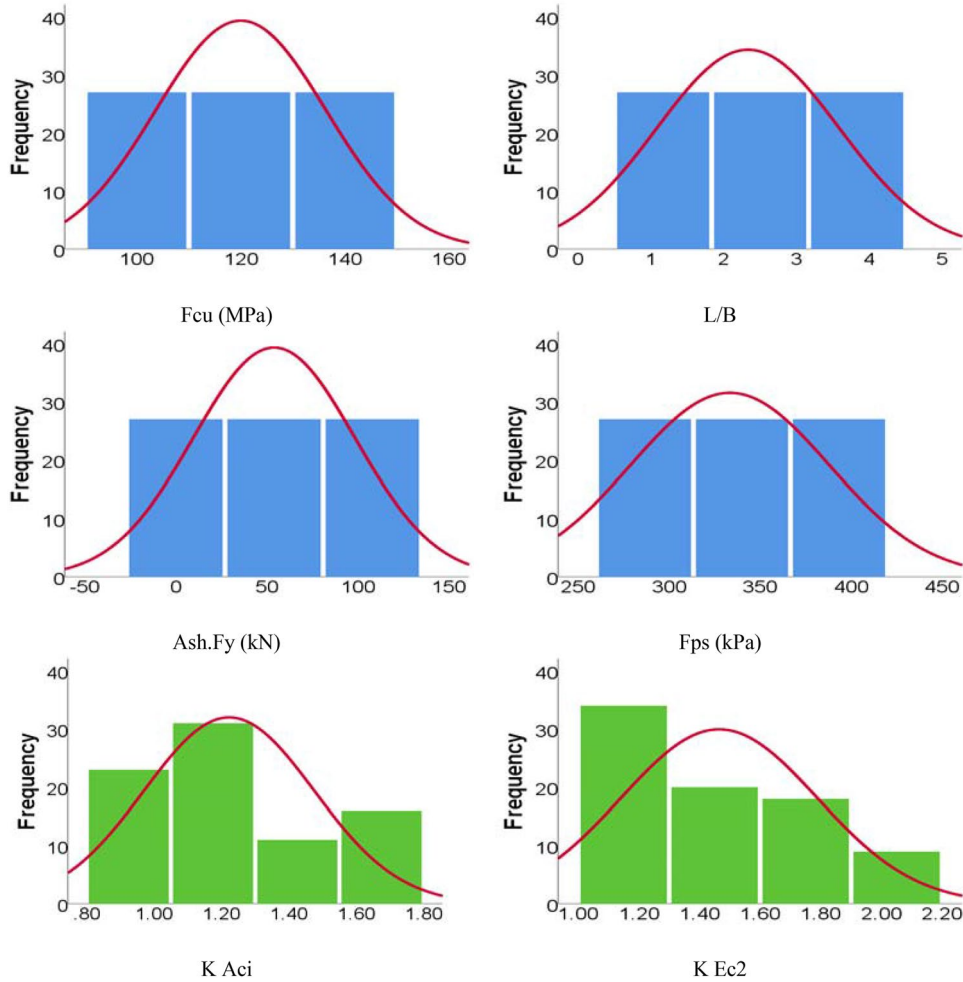 40
30
20
10
0
Frequency
100 120 140 160
Fcu (MPa)
40
30
20
10
0
Frequency
0 1 2 3 4 5
L/B
40
30
20
10
0
Frequency
-50 0 50 100 150
Ash.Fy (kN)
40
30
20
10
0
Frequency
250 300 350 400 450
Fps (kPa)
40
30
20
10
0
Frequency
.80 1.00 1.20 1.40 1.60 1.80
K Aci
40
30
20
10
0
Frequency
1.00 1.20 1.40 1.60 1.80 2.00 2.20
K Ec2